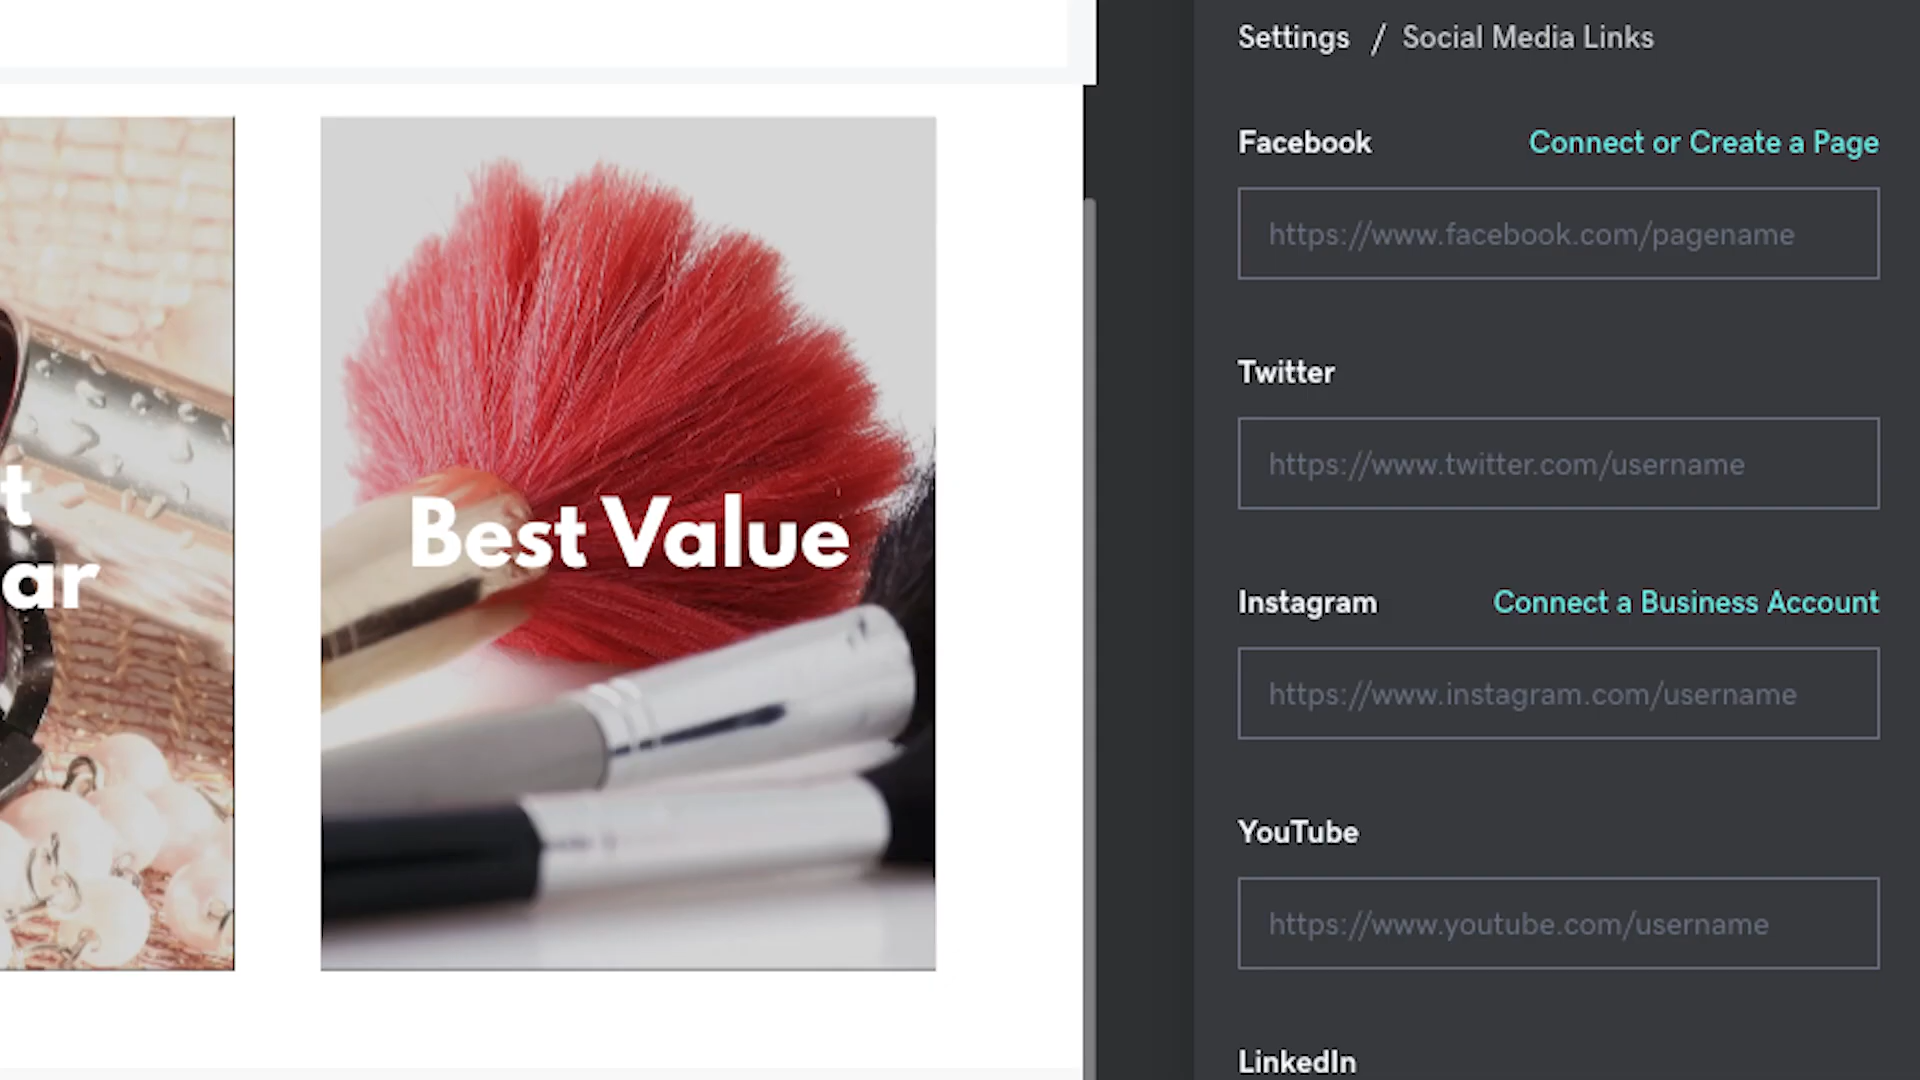 t
ar
Best Value
Settings / Social Media Links
Facebook Connect or Create a Page
https://www.facebook.com/pagename
Twitter
https://www.twitter.com/username
Instagram Connect a Business Account
https://www.instagram.com/username
YouTube
https://www.youtube.com/username
LinkedIn